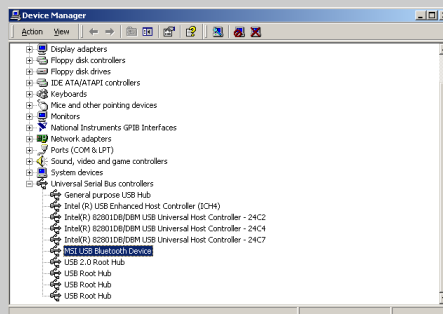 Device Manager
Action View
Display adapters
Floppy disk controllers
Floppy disk drives
IDE ATA/ATAPI controllers
Keyboards
Mice and other pointing devices
Monitors
National Instruments GPIB Interfaces
Network adapters
Ports (COM & LPT)
Sound, video and game controllers
System devices
Universal Serial Bus controllers
General purpose USB Hub
Intel (R) USB Enhanced Host Controller (ICH4)
Intel(R) 82801DB/DBM USB Universal Host Controller - 24C2
Intel(R) 82801DB/DBM USB Universal Host Controller - 24C4
Intel(R) 82801DB/DBM USB Universal Host Controller - 24C7
MSI USB Bluetooth Device
USB 2.0 Root Hub
USB Root Hub
USB Root Hub
USB Root Hub